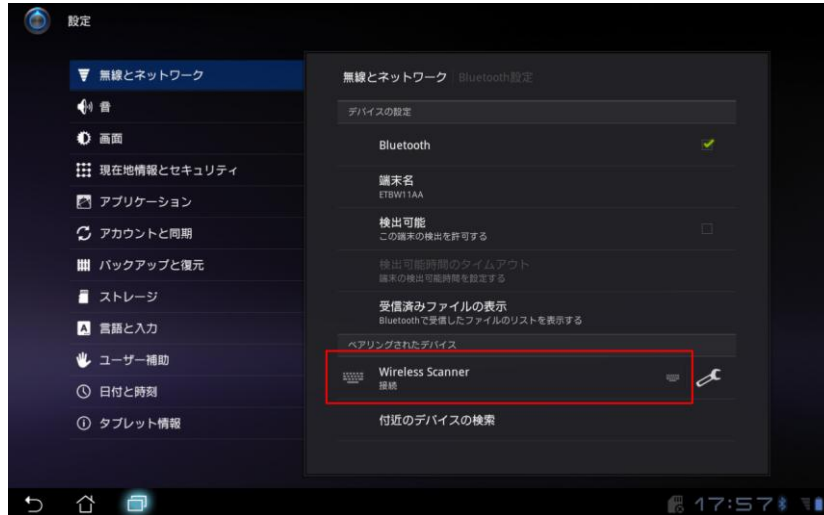 設定
無線とネットワーク
音
画面
現在地情報とセキュリティ
アプリケーション
アカウントと同期
バックアップと復元
ストレージ
言語と入力
ユーザー補助
日付と時刻
タブレット情報
無線とネットワーク Bluetooth設定
デバイスの設定
Bluetooth
端末名
ETBW11AA
検出可能
この端末の検出を許可する
検出可能時間のタイムアウト
端末の検出可能時間を設定する
受信済みファイルの表示
Bluetoothで受信したファイルのリストを表示する
ペアリングされたデバイス
Wireless Scanner
接続
付近のデバイスの検索
17:57